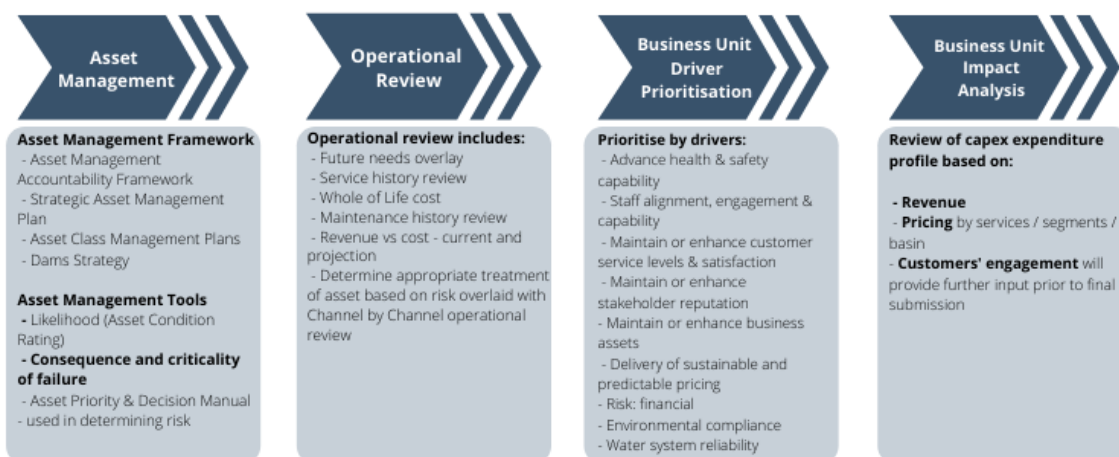 Asset
Management
Asset Management Framework
- Asset Management
Accountability Framework
- Strategic Asset Management
Plan
- Asset Class Management Plans
- Dams Strategy
Asset Management Tools
- Likelihood (Asset Condition
Rating)
- Consequence and criticality
of failure
- Asset Priority & Decision Manual
- used in determining risk
Operational
Review
Operational review includes:
- Future needs overlay
- Service history review
- Whole of Life cost
- Maintenance history review
- Revenue vs cost - current and
projection
- Determine appropriate treatment
of asset based on risk overlaid with
Channel by Channel operational
review
Business Unit
Driver
Prioritisation
Prioritise by drivers:
- Advance health & safety
capability
- Staff alignment, engagement &
capability
- Maintain or enhance customer
service levels & satisfaction
- Maintain or enhance
stakeholder reputation
- Maintain or enhance business
assets
- Delivery of sustainable and
predictable pricing
- Risk: financial
- Environmental compliance
- Water system reliability
Business Unit
Impact
Analysis
Review of capex expenditure
profile based on:
- Revenue
- Pricing by services / segments /
basin
- Customers' engagement will
provide further input prior to final
submission